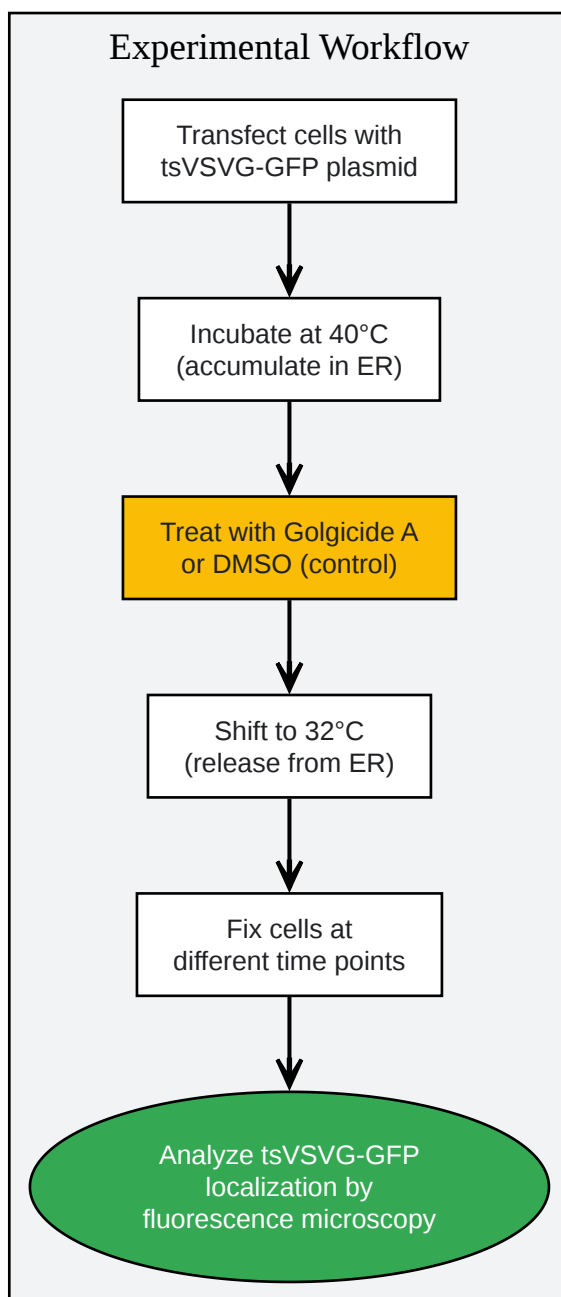 Experimental Workflow
Transfect cells with
tsVSVG-GFP plasmid
Incubate at 40°C
(accumulate in ER)
Treat with Golgicide A
or DMSO (control)
Shift to 32°C
(release from ER)
Fix cells at
different time points
Analyze tsVSVG-GFP
localization by
fluorescence microscopy